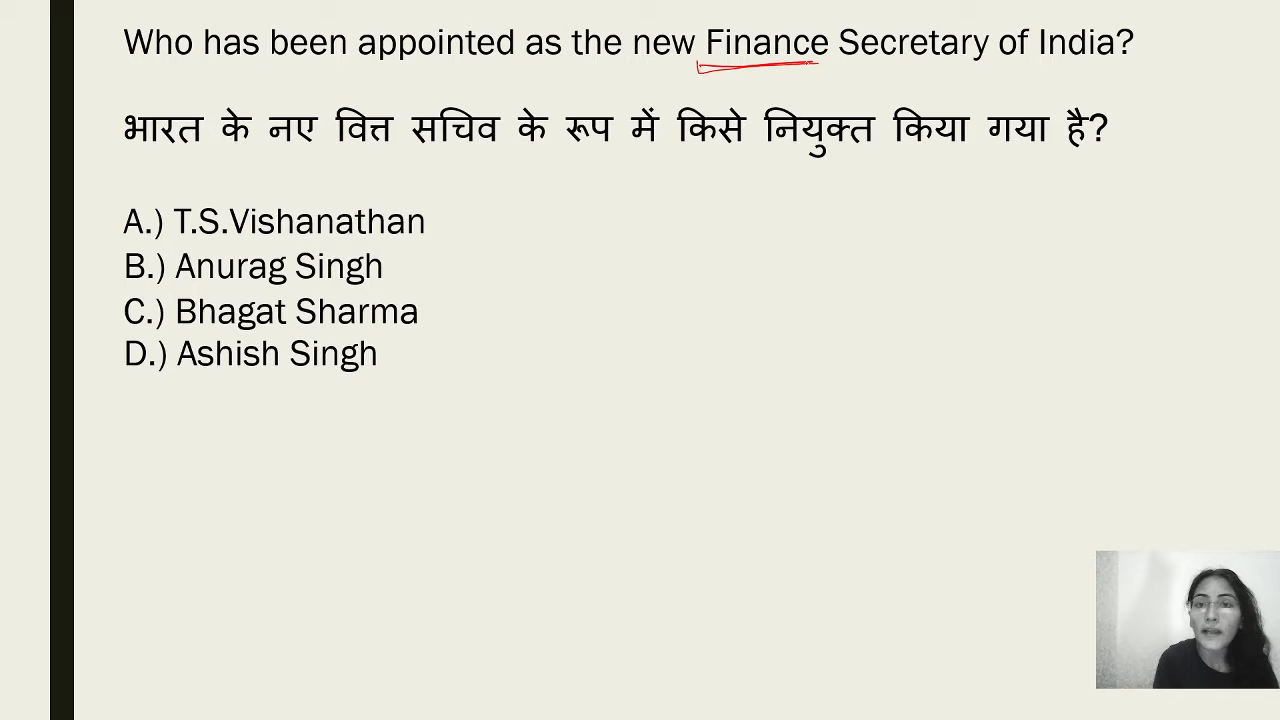 Who has been appointed as the new Finance Secretary of India?
भारत के नए वित्त सचिव के रूप में किसे नियुक्त किया गया है?
A.) T.S.Vishanathan
B.) Anurag Singh
C.) Bhagat Sharma
D.) Ashish Singh